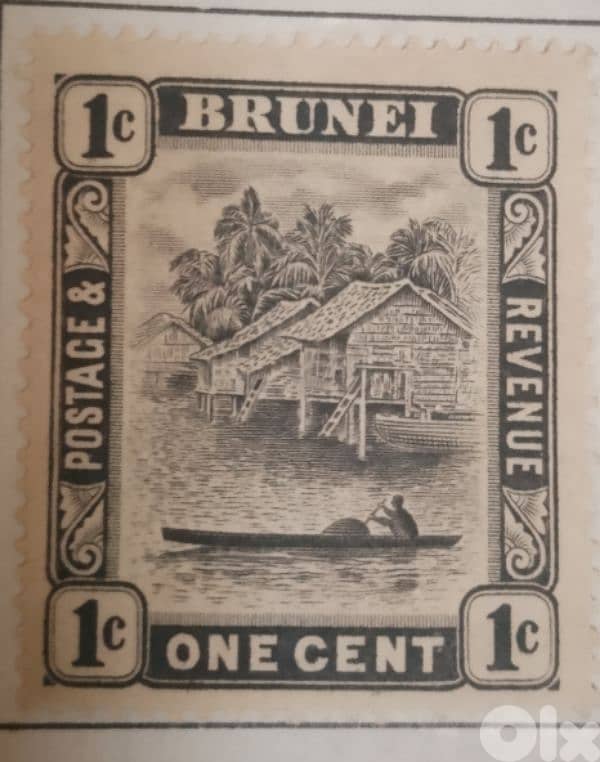 1c BRUNEI 1c
POSTAGE &
REVENUE
1c ONE CENT 1c
Olx